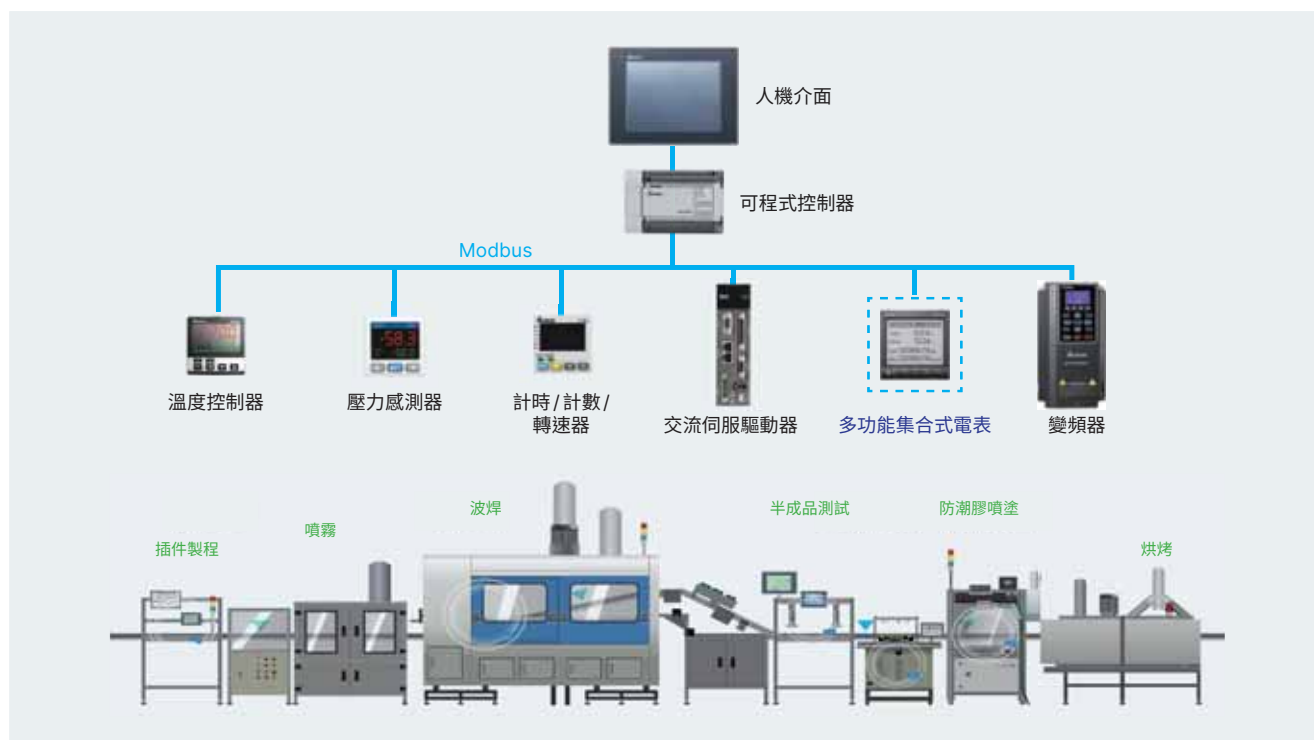 人機介面
可程式控制器
Modbus
溫度控制器
壓力感測器
計時/計數/
轉速器
交流伺服驅動器
多功能集合式電表
變頻器
插件製程
噴霧
波焊
半成品測試
防潮膠噴塗
烘烤